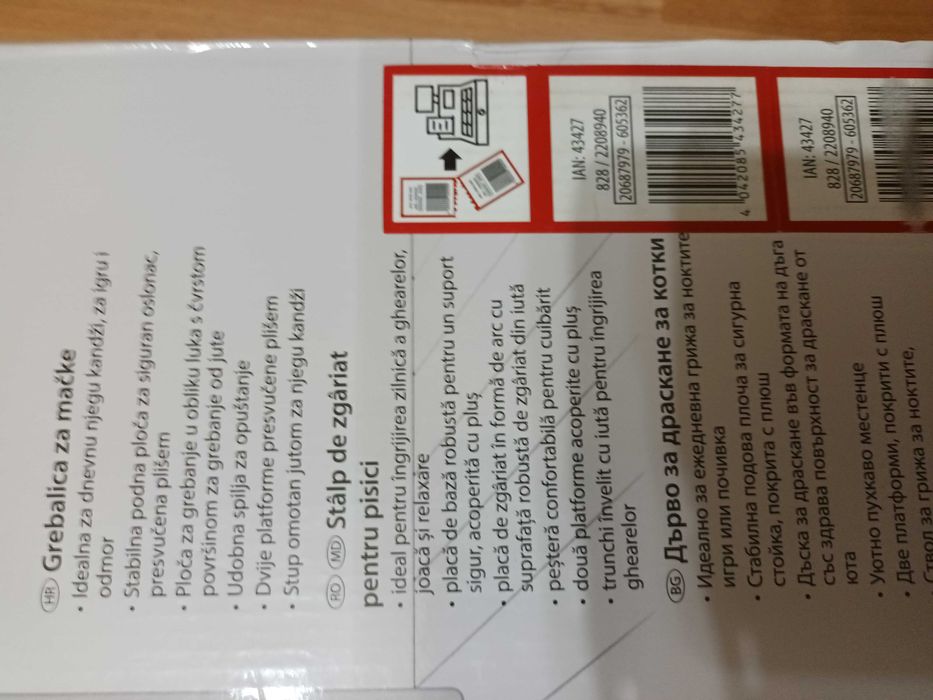 HR Grebalica za mačke
• Idealna za dnevnu njegu kandži, za igru i
odmor
• Stabilna podna ploča za siguran oslonac,
presvučena plišem
• Ploča za grebanje u obliku luka s čvrstom
površinom za grebanje od jute
• Udobna spilja za opuštanje
• Dvije platforme presvučene plišem
• Stup omotan jutom za njegu kandži
RO MD Stâlp de zgâriat
pentru pisici
• ideal pentru îngrijirea zilnică a ghearelor,
joacă și relaxare
• placă de bază robustă pentru un suport
sigur, acoperită cu pluș
• placă de zgâriat în formă de arc cu
suprafață robustă de zgâriat din iută
• peșteră confortabilă pentru cuibărit
• două platforme acoperite cu pluș
• trunchi învelit cu iută pentru îngrijirea
ghearelor
BG Дърво за драскане за котки
• Идеално за ежедневна грижа за ноктите
игри или почивка
• Стабилна подова плоча за сигурна
стойка, покрита с плюш
• Дъска за драскане във формата на дъга
със здрава повърхност за драскане от
юта
• Уютно пухкаво местенце
• Две платформи, покрити с плюш
• Ствол за грижа за ноктите,
IAN: 43427
828 / 2208940
20687979 - 605362
4 042085 434277
IAN: 43427
828 / 2208940
20687979 - 605362